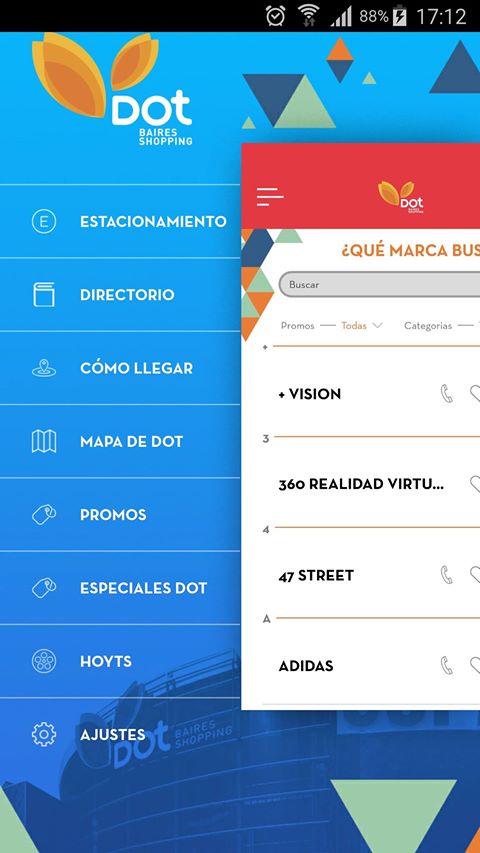 88% 17:12
DOT
BAIRES
SHOPPING
E ESTACIONAMIENTO
DIRECTORIO
CÓMO LLEGAR
MAPA DE DOT
PROMOS
ESPECIALES DOT
HOYTS
AJUSTES
DOT
BAIRES
SHOPPING
DOT
BAIRES
SHOPPING
¿QUÉ MARCA BUS
Buscar
Promos Todas Categorias
+
+ VISION
3
360 REALIDAD VIRTU...
4
47 STREET
A
ADIDAS